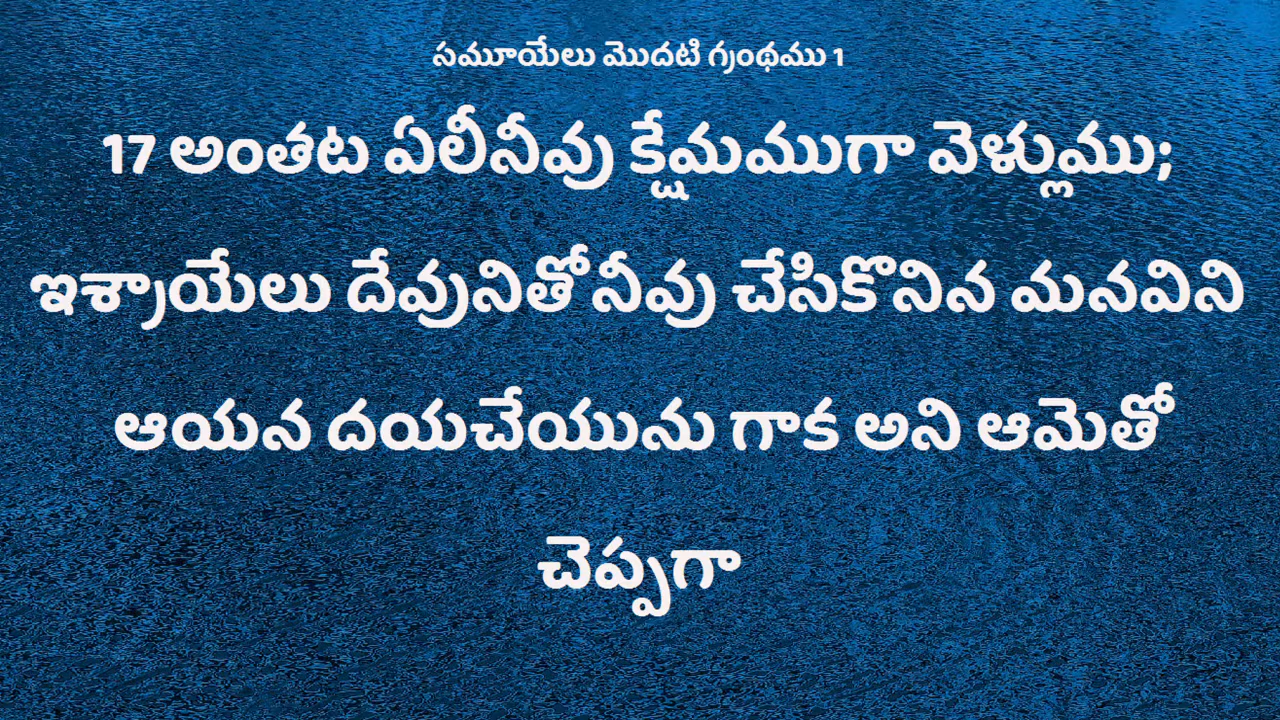 సమూయేలు మొదటి గ్రంథము 1
17 అంతట ఏలీనీవు క్షేమముగా వెళ్లుము;
ఇశ్రాయేలు దేవునితో నీవు చేసికొనిన మనవిని
ఆయన దయచేయును గాక అని ఆమెతో
చెప్పగా